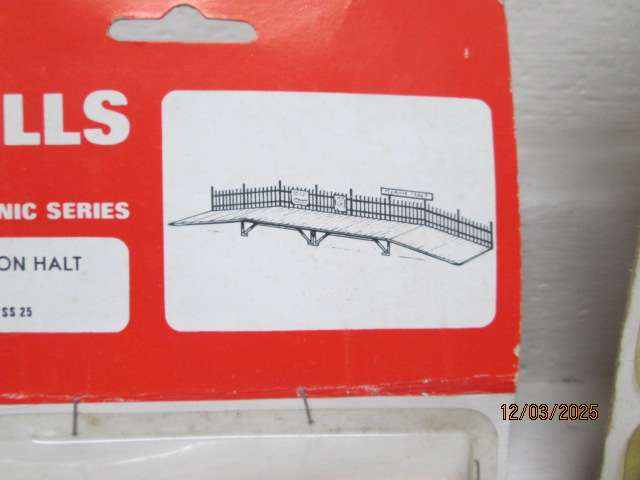 LLS
NIC SERIES
ON HALT
SS 25
12/03/2025